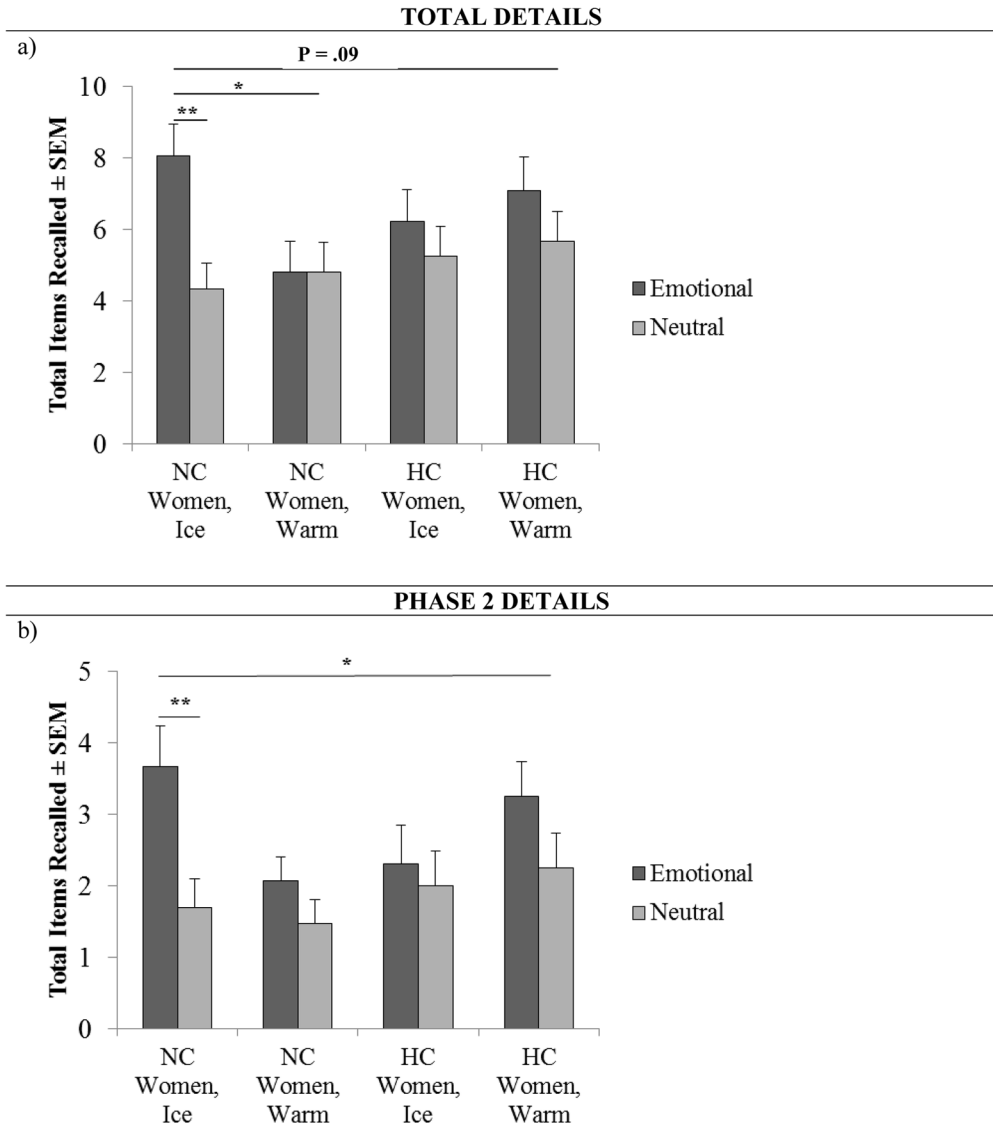 TOTAL DETAILS
a)
P = .09
*
**
Total Items Recalled ± SEM
10
8
6
4
2
0
NC Women, Ice
NC Women, Warm
HC Women, Ice
HC Women, Warm
Emotional
Neutral
PHASE 2 DETAILS
b)
*
**
Total Items Recalled ± SEM
5
4
3
2
1
0
NC Women, Ice
NC Women, Warm
HC Women, Ice
HC Women, Warm
Emotional
Neutral